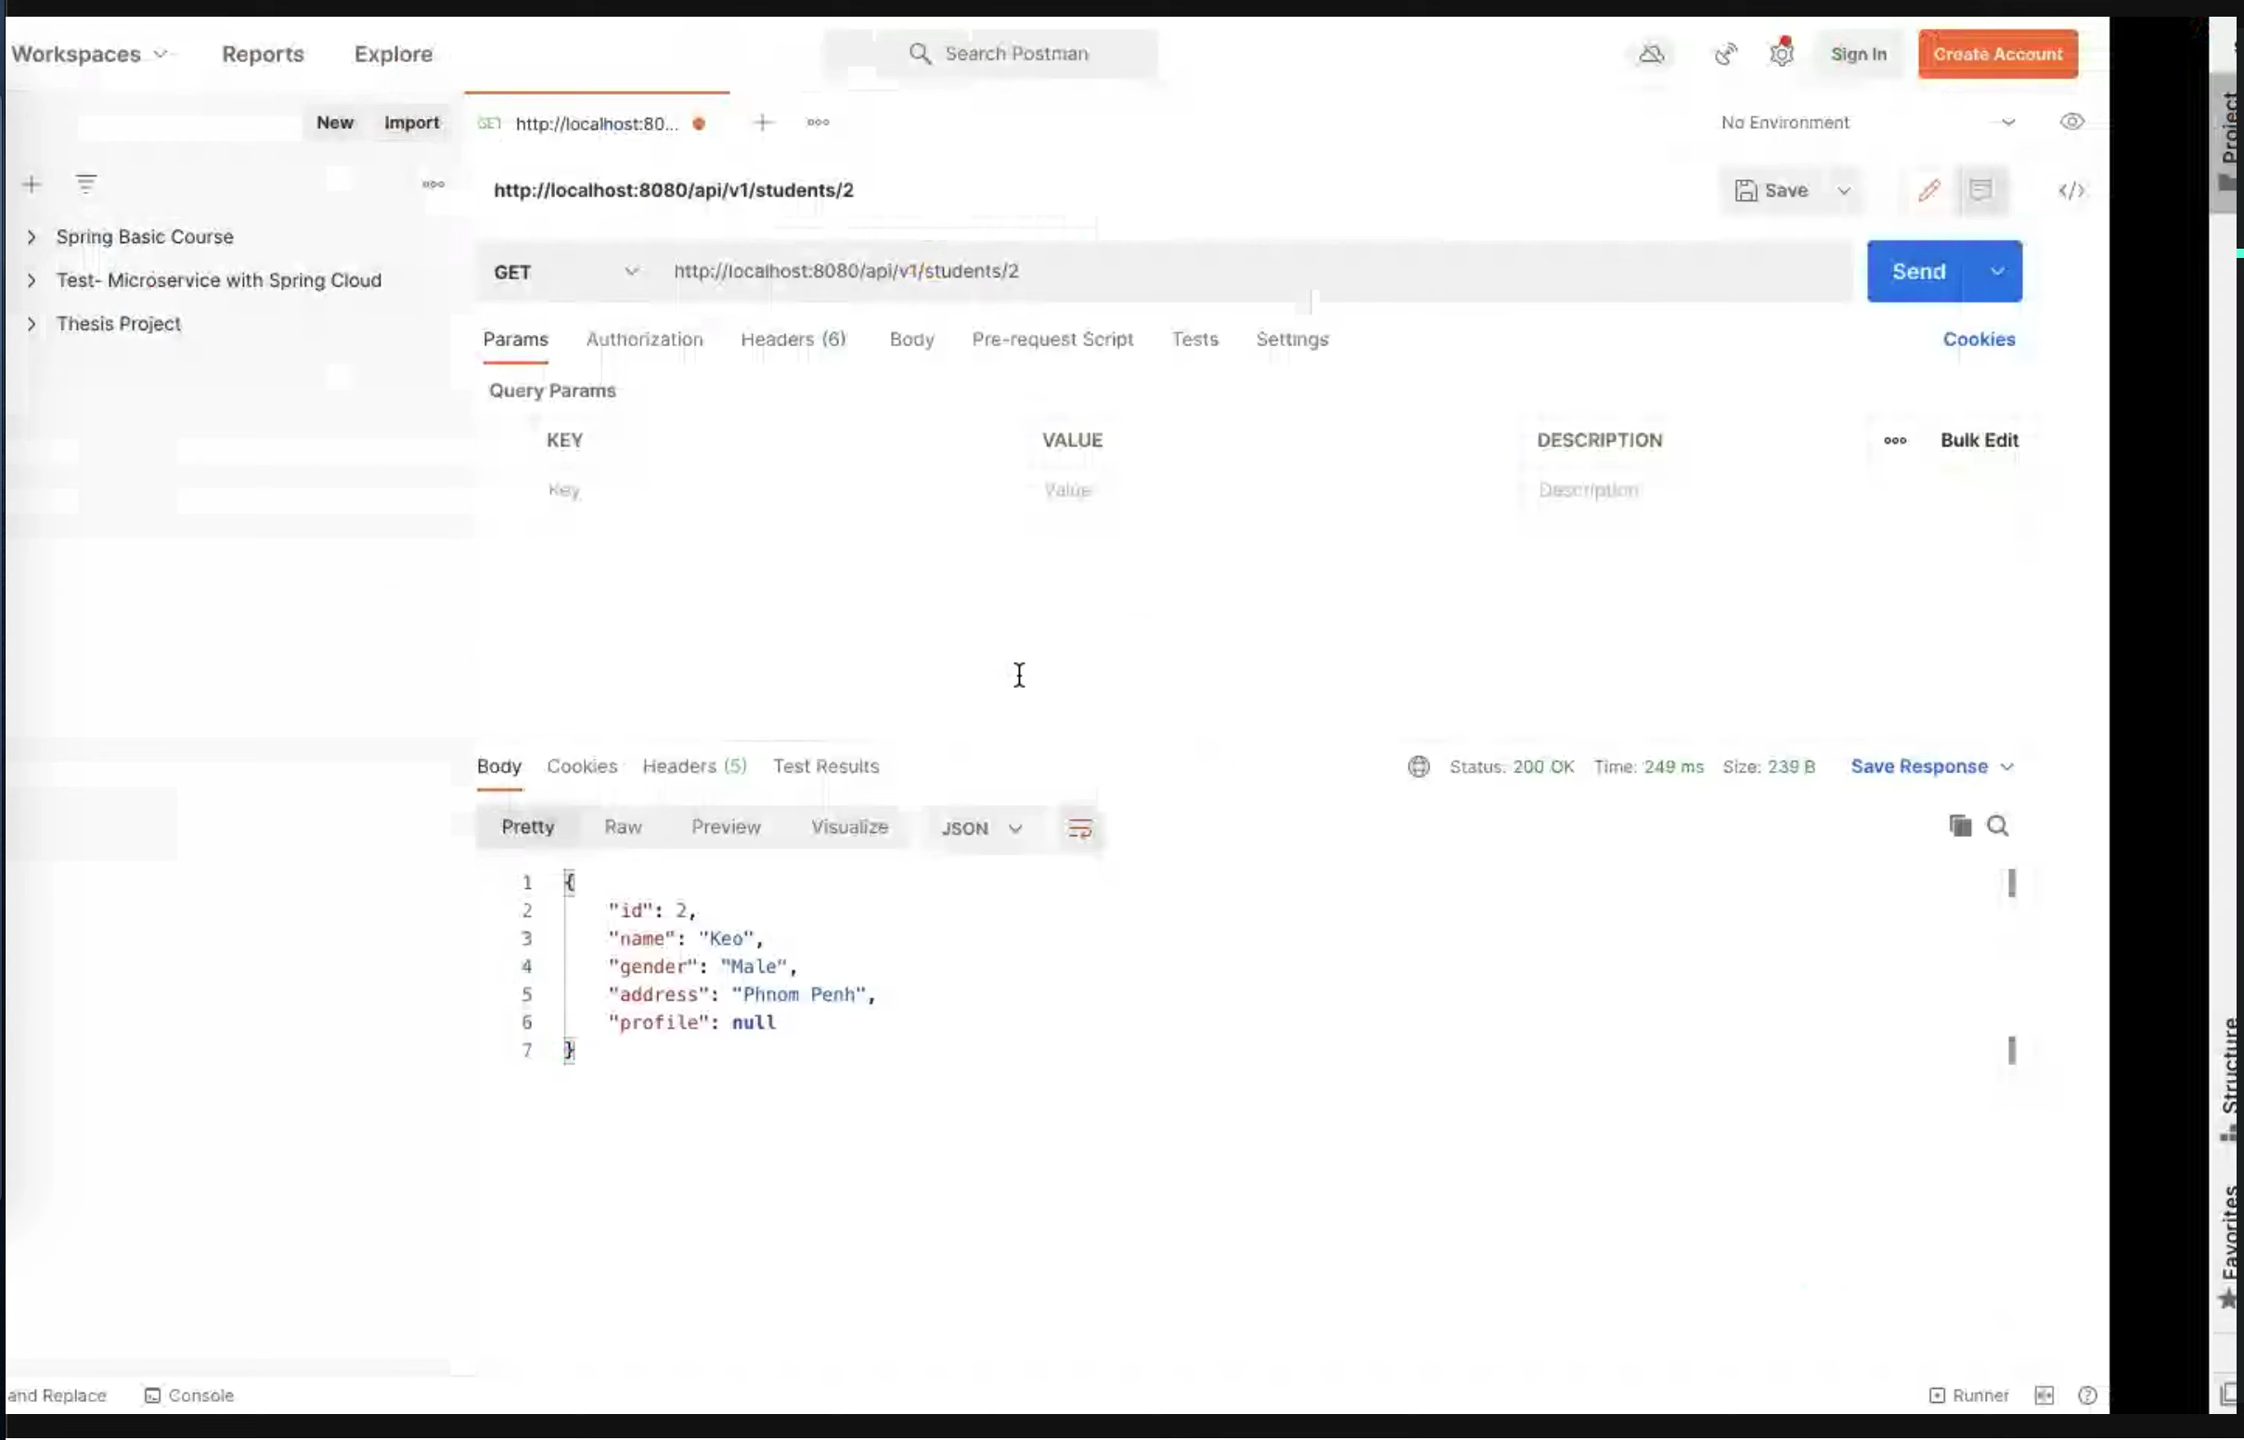 Workspaces Reports Explore Search Postman Sign In Create Account
New Import GET http://localhost:80... No Environment
http://localhost:8080/api/v1/students/2 Save </>
Spring Basic Course
Test- Microservice with Spring Cloud
Thesis Project
GET http://localhost:8080/api/v1/students/2 Send
Params Authorization Headers (6) Body Pre-request Script Tests Settings Cookies
Query Params
KEY VALUE DESCRIPTION Bulk Edit
Key Value Description
Body Cookies Headers (5) Test Results Status: 200 OK Time: 249 ms Size: 239 B Save Response
Pretty Raw Preview Visualize JSON
1 {
2 "id": 2,
3 "name": "Keo",
4 "gender": "Male",
5 "address": "Phnom Penh",
6 "profile": null
7 }
and Replace Console Runner
Project
Structure
Favorites